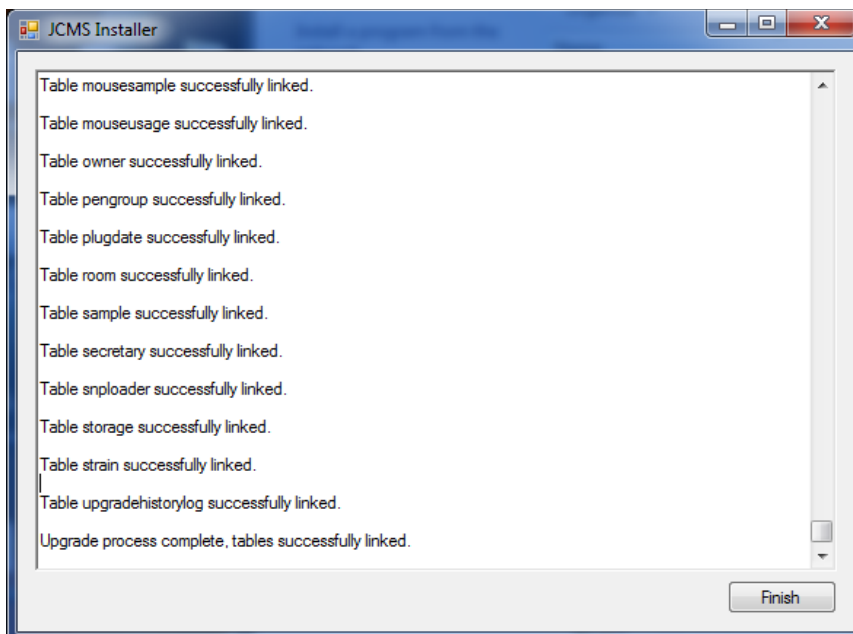 JCMS Installer
Table mousesample successfully linked.
Table mouseusage successfully linked.
Table owner successfully linked.
Table pengroup successfully linked.
Table plugdate successfully linked.
Table room successfully linked.
Table sample successfully linked.
Table secretary successfully linked.
Table snploader successfully linked.
Table storage successfully linked.
Table strain successfully linked.
Table upgradehistorylog successfully linked.
Upgrade process complete, tables successfully linked.
Finish